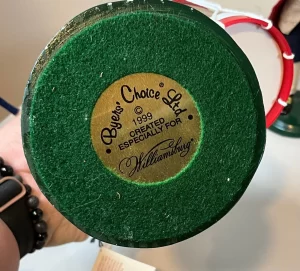 Byers' Choice Ltd.
©
1999
CREATED
ESPECIALLY FOR
Williamsburg